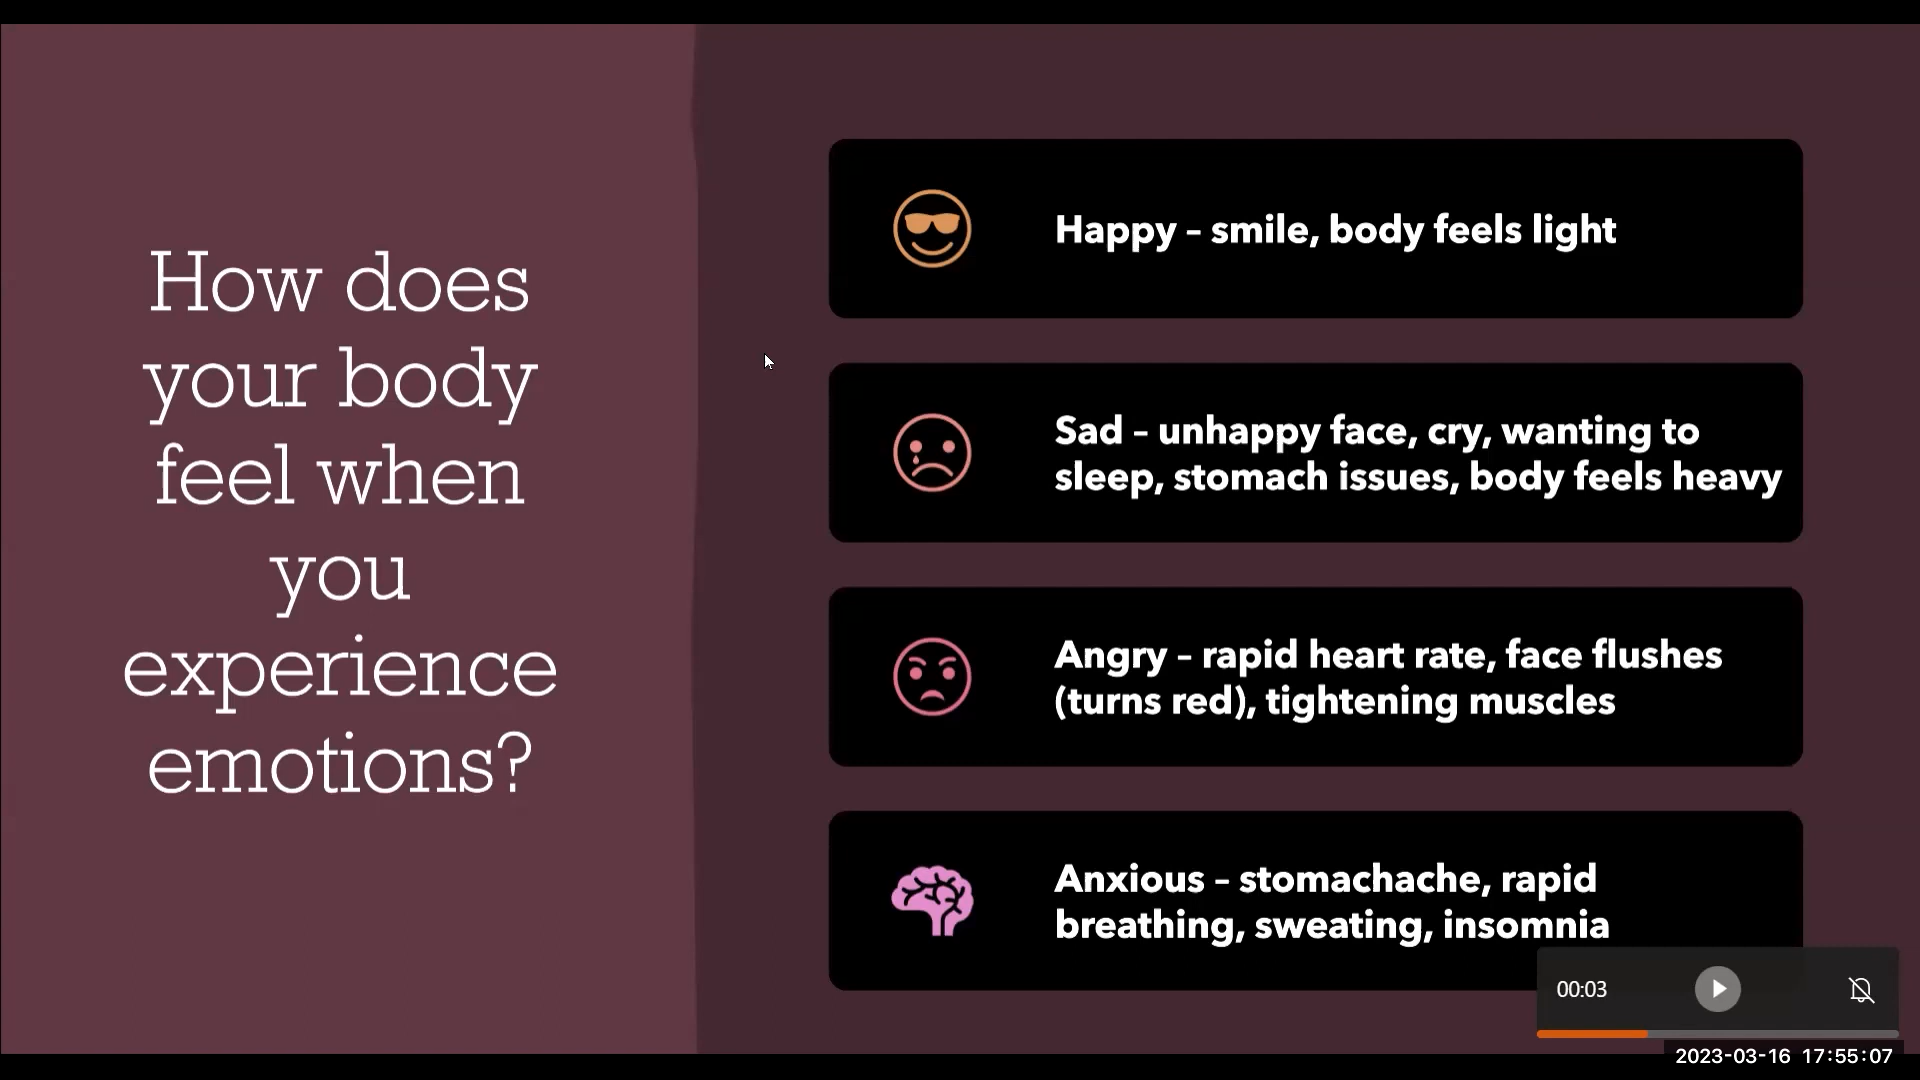 How does
your body
feel when
you
experience
emotions?
Happy – smile, body feels light
Sad – unhappy face, cry, wanting to
sleep, stomach issues, body feels heavy
Angry – rapid heart rate, face flushes
(turns red), tightening muscles
Anxious – stomachache, rapid
breathing, sweating, insomnia
00:03
2023-03-16 17:55:07